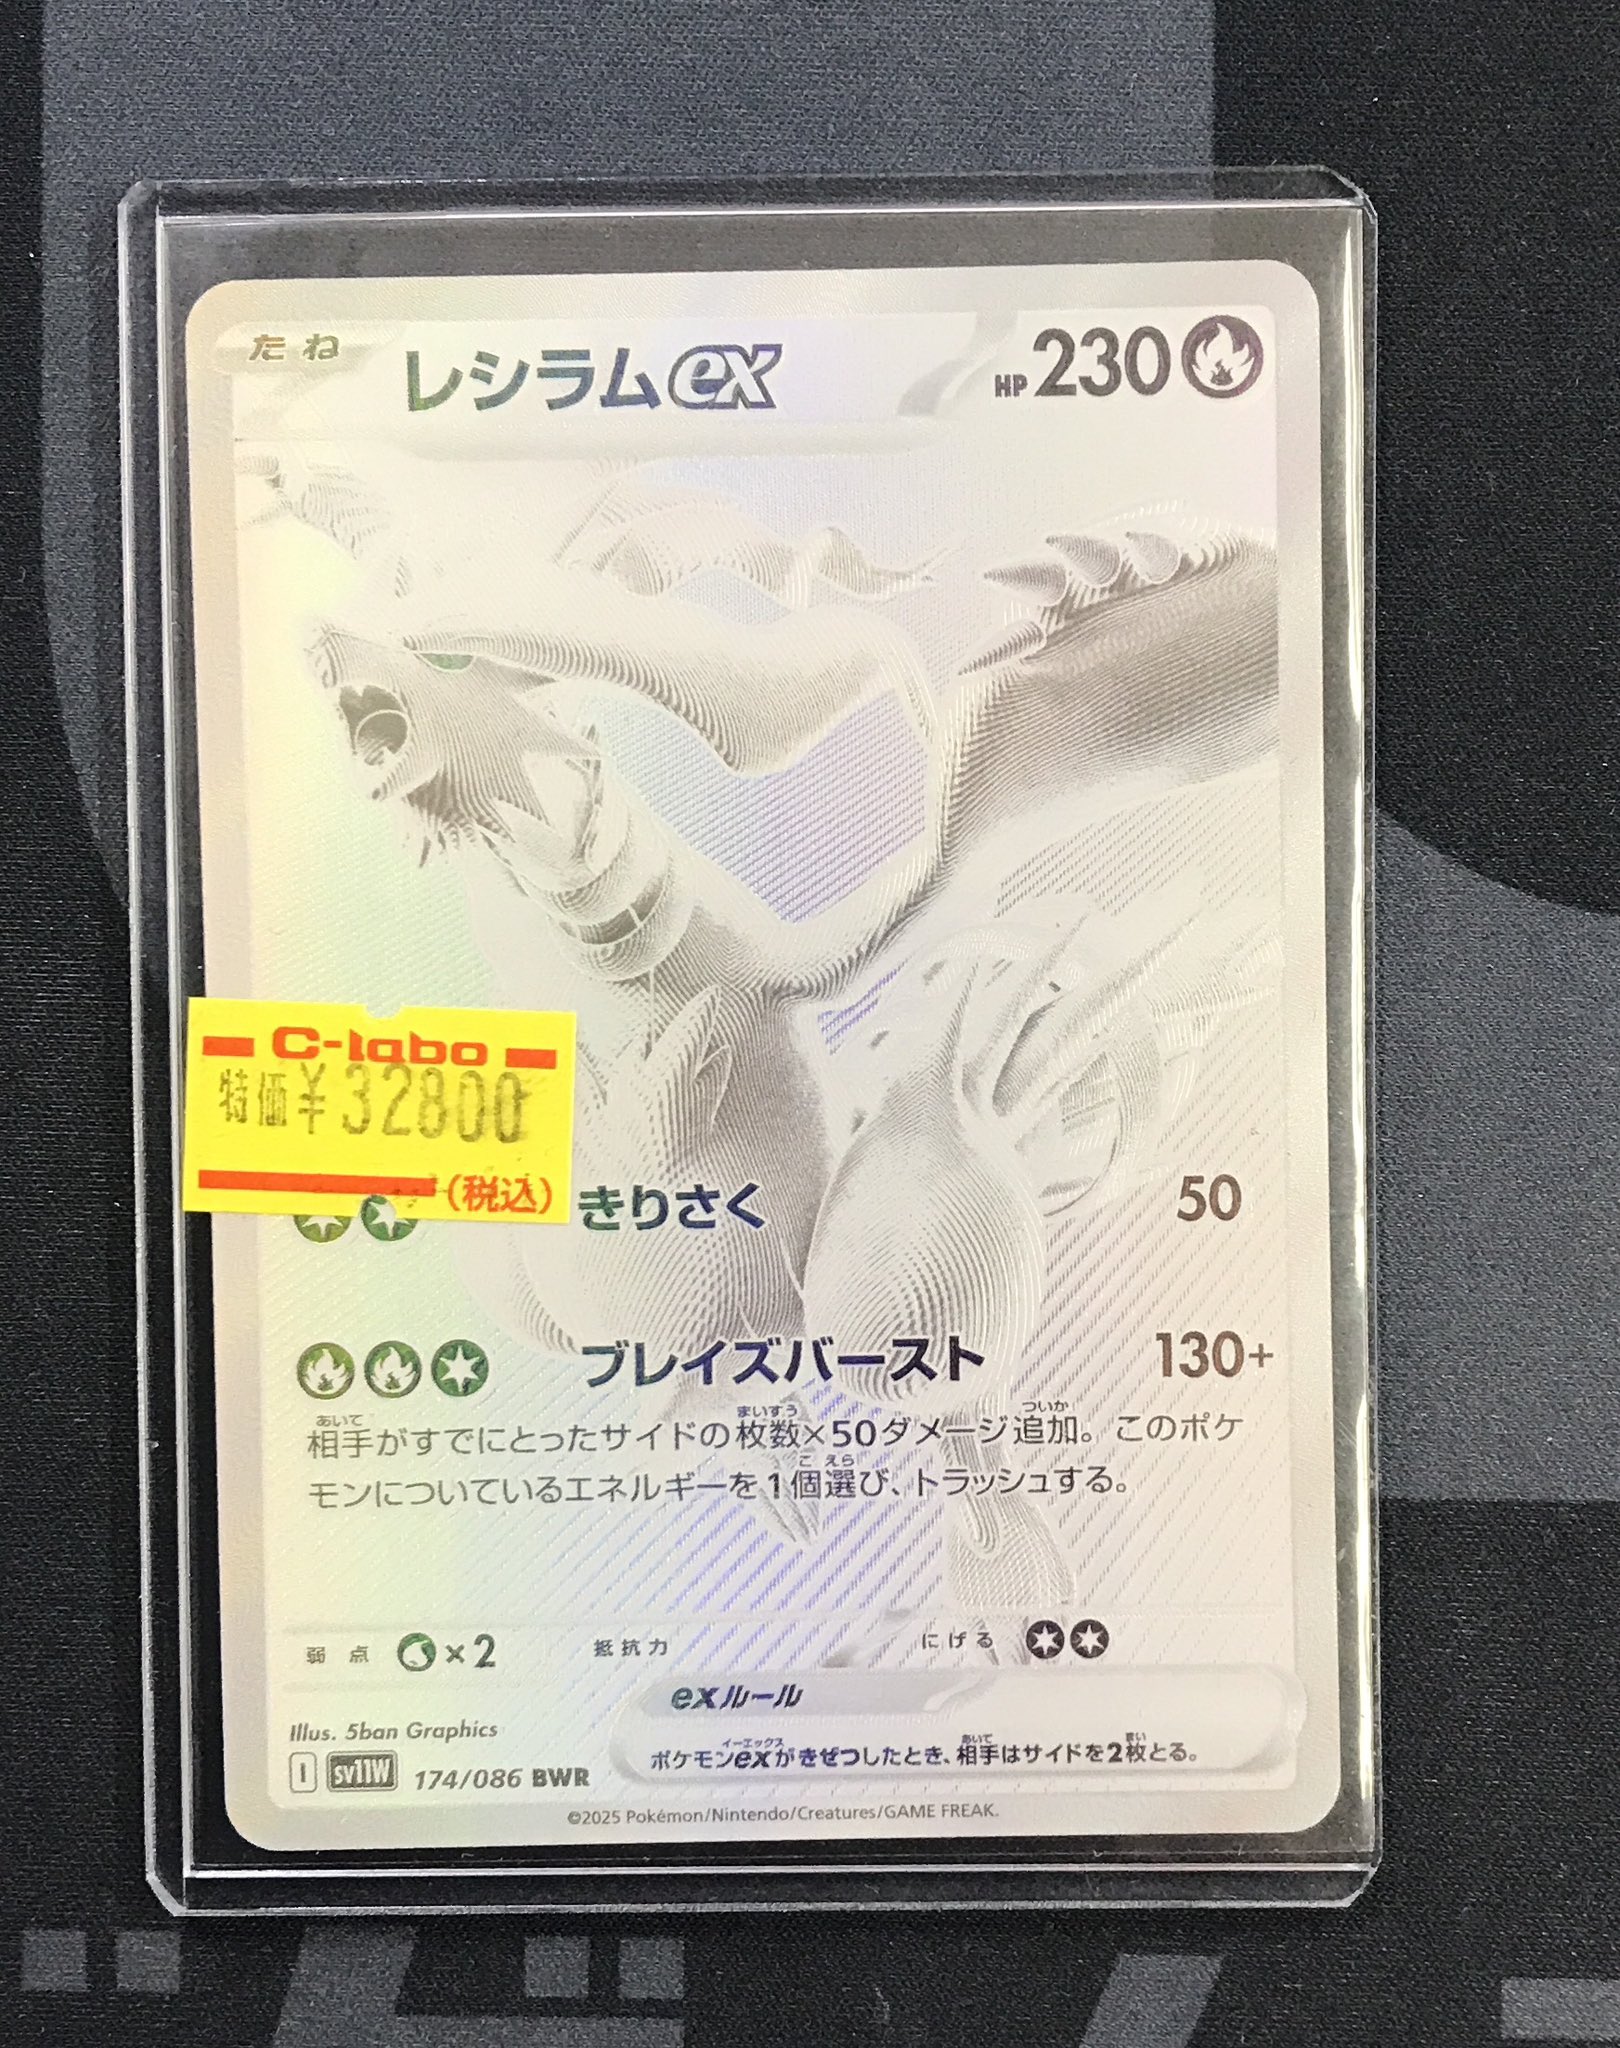 たね
レシラムex
HP 230
C-labo
特価¥32800
(税込)
きりさく 50
ブレイズバースト 130+
相手がすでにとったサイドの枚数×50ダメージ追加。このポケ
モンについているエネルギーを1個選び、トラッシュする。
弱点 ×2 抵抗力 にげる
exルール
ポケモンexがきぜつしたとき、相手はサイドを2枚とる。
Illus. 5ban Graphics
I SV11W 174/086 BWR
©2025 Pokémon/Nintendo/Creatures/GAME FREAK.